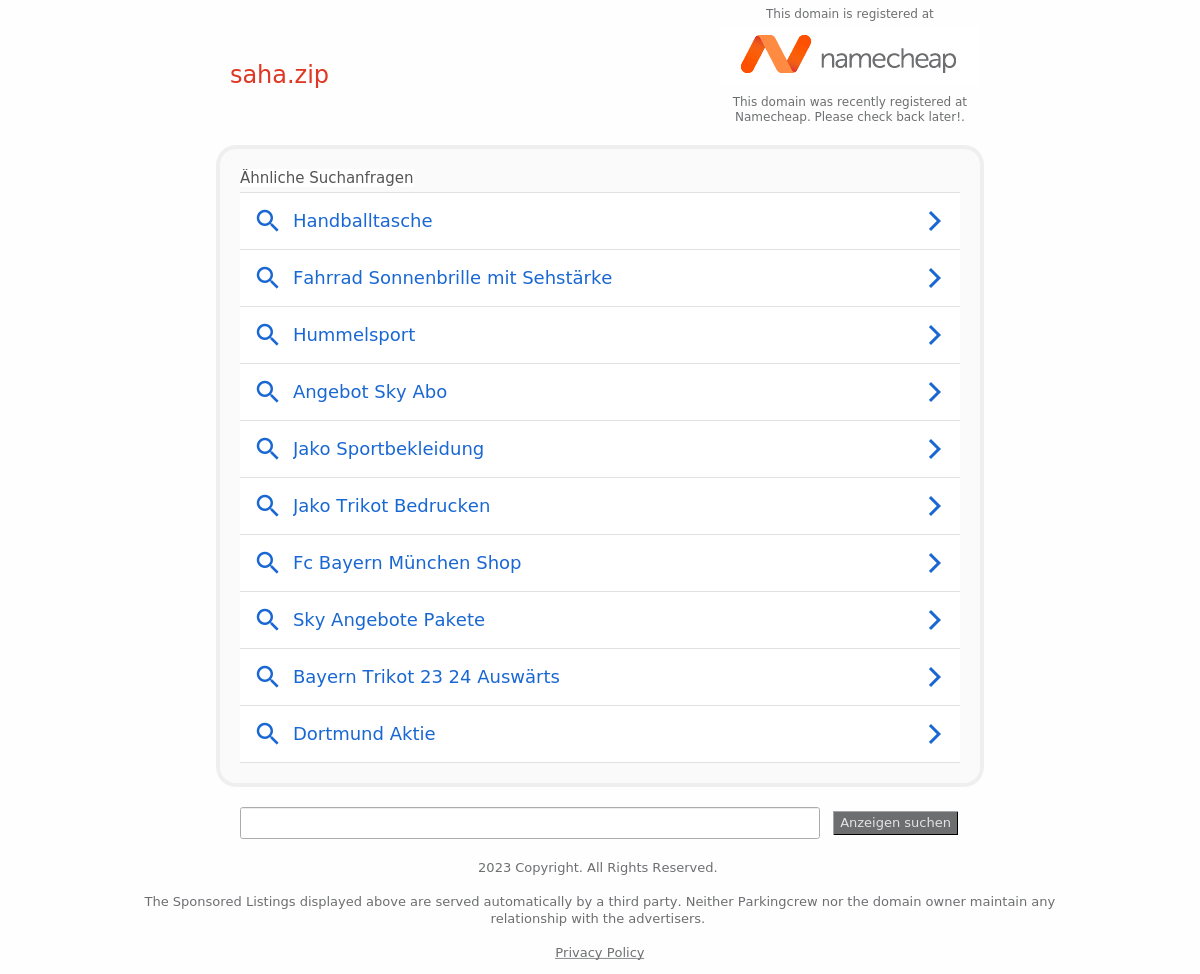 This domain is registered at
namecheap
saha.zip
This domain was recently registered at
Namecheap. Please check back later!.
Ähnliche Suchanfragen
Handballtasche
Fahrrad Sonnenbrille mit Sehstärke
Hummelsport
Angebot Sky Abo
Jako Sportbekleidung
Jako Trikot Bedrucken
Fc Bayern München Shop
Sky Angebote Pakete
Bayern Trikot 23 24 Auswärts
Dortmund Aktie
Anzeigen suchen
2023 Copyright. All Rights Reserved.
The Sponsored Listings displayed above are served automatically by a third party. Neither Parkingcrew nor the domain owner maintain any
relationship with the advertisers.
Privacy Policy